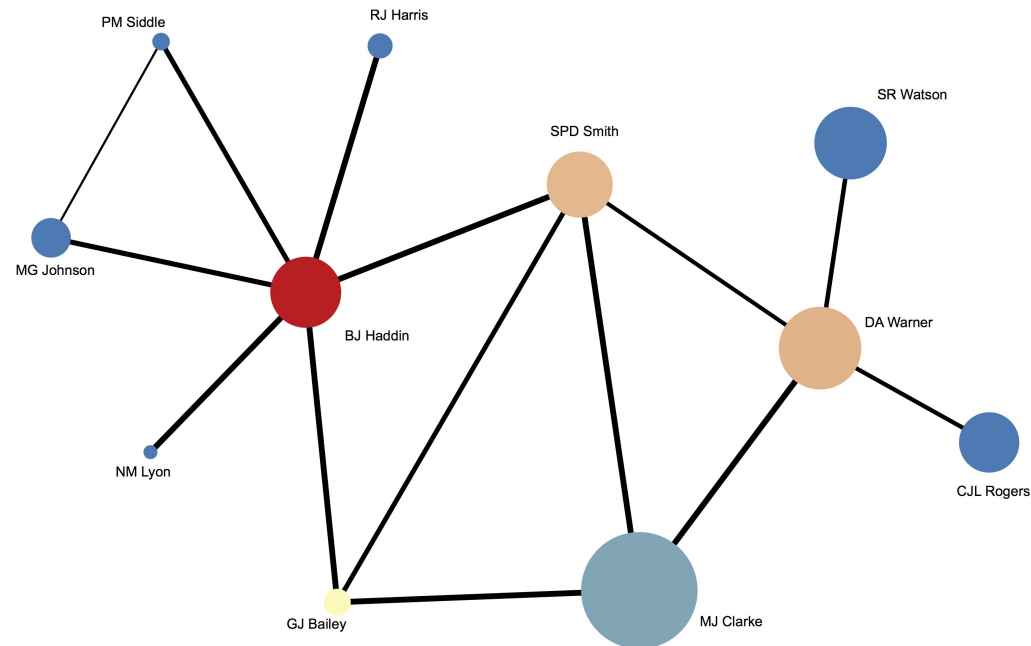 RJ Harris
PM Siddle
SR Watson
SPD Smith
MG Johnson
DA Warner
BJ Haddin
NM Lyon
CJL Rogers
GJ Bailey
MJ Clarke